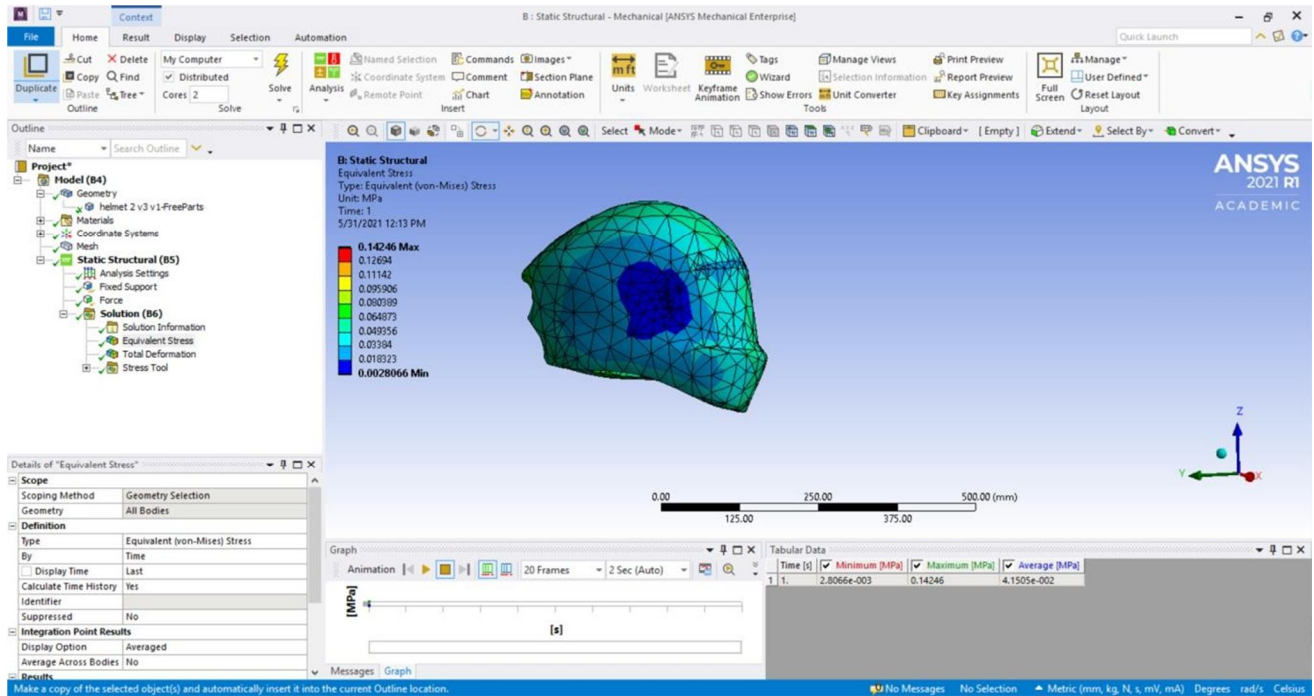 Context
B : Static Structural - Mechanical [ANSYS Mechanical Enterprise]
File Home Result Display Selection Automation
Quick Launch
Duplicate
Cut
Copy
Paste
Delete
Find
Tree
Outline
My Computer
Distributed
Cores 2
Solve
Solve
Analysis
Named Selection
Coordinate System
Remote Point
Commands
Comment
Chart
Images
Section Plane
Annotation
Insert
Units
Worksheet
Keyframe
Animation
Tags
Wizard
Show Errors
Manage Views
Selection Information
Unit Converter
Print Preview
Report Preview
Key Assignments
Tools
Full
Screen
Manage
User Defined
Reset Layout
Layout
Outline
Name
Search Outline
Select Mode Clipboard [Empty] Extend Select By Convert
Project*
Model (B4)
Geometry
helmet 2 v3 v1-FreeParts
Materials
Coordinate Systems
Mesh
Static Structural (B5)
Analysis Settings
Fixed Support
Force
Solution (B6)
Solution Information
Equivalent Stress
Total Deformation
Stress Tool
B: Static Structural
Equivalent Stress
Type: Equivalent (von-Mises) Stress
Unit: MPa
Time: 1
5/31/2021 12:13 PM
0.14246 Max
0.12694
0.11142
0.095906
0.080389
0.064873
0.049356
0.03384
0.018323
0.0028066 Min
ANSYS
2021 R1
ACADEMIC
Z
Y
X
0.00 250.00 500.00 (mm)
125.00 375.00
Details of "Equivalent Stress"
Scope
Scoping Method Geometry Selection
Geometry All Bodies
Definition
Type Equivalent (von-Mises) Stress
By Time
Display Time Last
Calculate Time History Yes
Identifier
Suppressed No
Integration Point Results
Display Option Averaged
Average Across Bodies No
Results
Graph
Animation 20 Frames 2 Sec (Auto)
[MPa]
[s]
Messages Graph
Tabular Data
Time [s] Minimum [MPa] Maximum [MPa] Average [MPa]
1 1. 2.8066e-003 0.14246 4.1505e-002
Make a copy of the selected object(s) and automatically insert it into the current Outline location.
No Messages No Selection Metric (mm, kg, N, s, mV, mA) Degrees rad/s Celsius